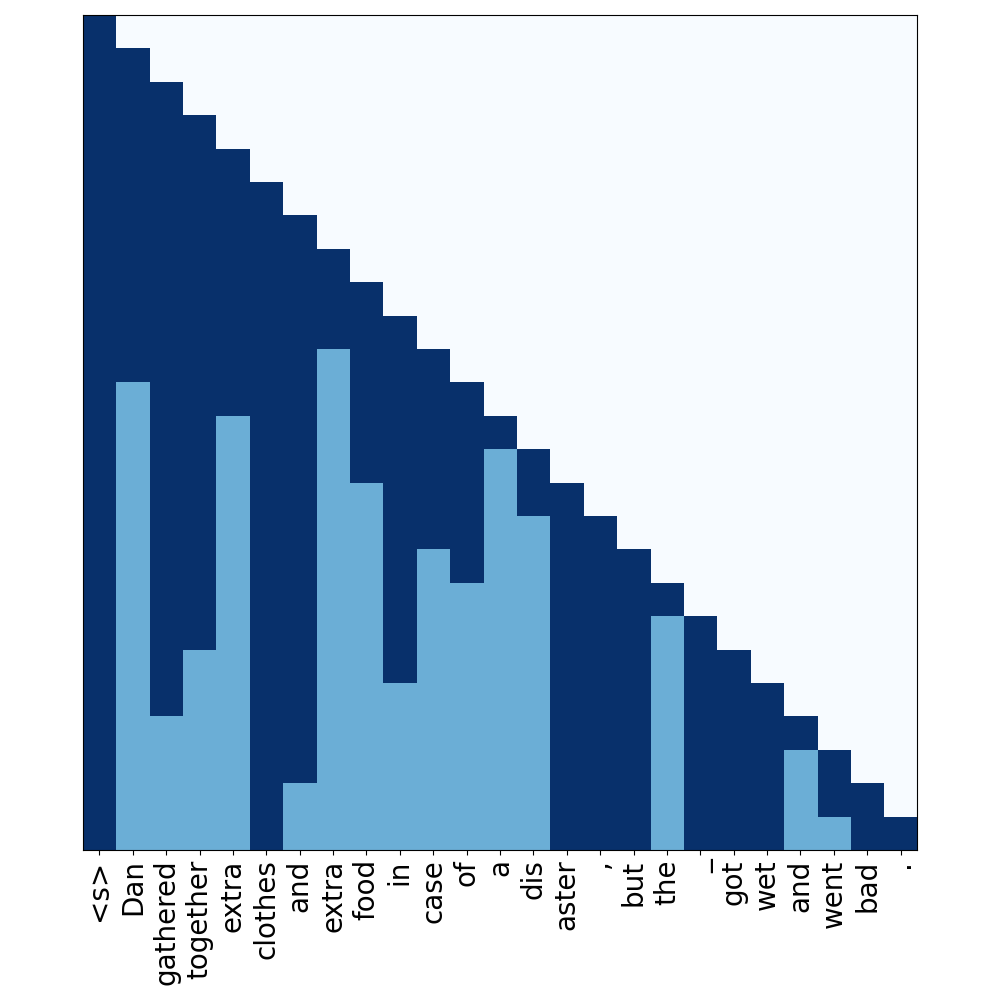 <s> Dan gathered together extra clothes and extra food in case of a dis aster , but the _ got wet and went bad .